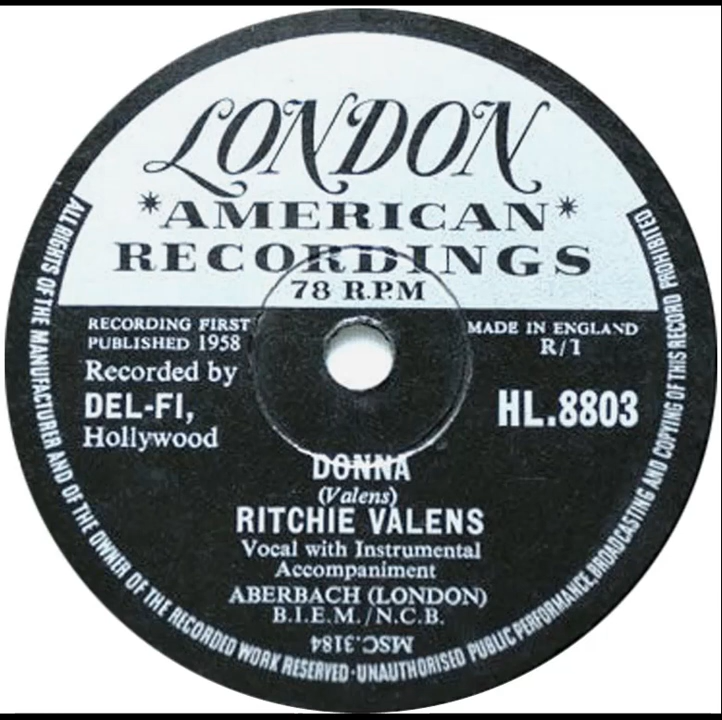 LONDON
*AMERICAN*
RECORDINGS
78 R.P.M
RECORDING FIRST
PUBLISHED 1958
MADE IN ENGLAND
R/T
Recorded by
DEL-FI,
Hollywood
HL.8803
DONNA
(Valens)
RITCHIE VALENS
Vocal with Instrumental
Accompaniment
ABERBACH (LONDON)
B.I.E.M./N.C.B.
MSC.3184
ALL RIGHTS OF THE MANUFACTURER AND OF THE OWNER OF THE RECORDED WORK RESERVED·UNAUTHORISED PUBLIC PERFORMANCE, BROADCASTING AND COPYING OF THIS RECORD PROHIBITED